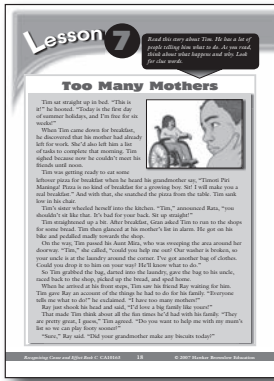 Lesson 7
Read this story about Tim. He has a lot of
people telling him what to do. As you read,
think about what happens and why. Look
for clue words.
Too Many Mothers
Tim sat straight up in bed. “This is
it!” he hooted. “Today is the first day
of summer holidays, and I’m free for six
weeks!”
When Tim came down for breakfast,
he discovered that his mother had already
left for work. She’d also left him a list
of tasks to complete that morning. Tim
sighed because now he couldn’t meet his
friends until noon.
Tim was getting ready to eat some
leftover pizza for breakfast when he heard his grandmother say, “Timoti Piri
Maninga! Pizza is no kind of breakfast for a growing boy. Sit! I will make you a
real breakfast.” And with that, she snatched the pizza from the table. Tim sank
low in his chair.
Tim’s sister wheeled herself into the kitchen. “Tim,” announced Rata, “you
shouldn’t sit like that. It’s bad for your back. Sit up straight!”
Tim straightened up a bit. After breakfast, Gran asked Tim to run to the shops
for some bread. Tim then glanced at his mother’s list in alarm. He got on his
bike and pedalled madly towards the shop.
On the way, Tim passed his Aunt Mira, who was sweeping the area around her
doorway. “Tim,” she called, “could you help me out? Our washer is broken, so
your uncle is at the laundry around the corner. I’ve got another bag of clothes.
Could you drop it to him on your way? He’ll know what to do.”
So Tim grabbed the bag, darted into the laundry, gave the bag to his uncle,
raced back to the shop, picked up the bread, and sped home.
When he arrived at his front steps, Tim saw his friend Ray waiting for him.
Tim gave Ray an account of the things he had to do for his family. “Everyone
tells me what to do!” he exclaimed. “I have too many mothers!”
Ray just shook his head and said, “I’d love a big family like yours!”
That made Tim think about all the fun times he’d had with his family. “They
are pretty great, I guess,” Tim agreed. “Do you want to help me with my mum’s
list so we can play footy sooner?”
“Sure,” Ray said. “Did your grandmother make any biscuits today?”
Recognising Cause and Effect Book C CAS5163
18
© 2007 Hawker Brownlow Education